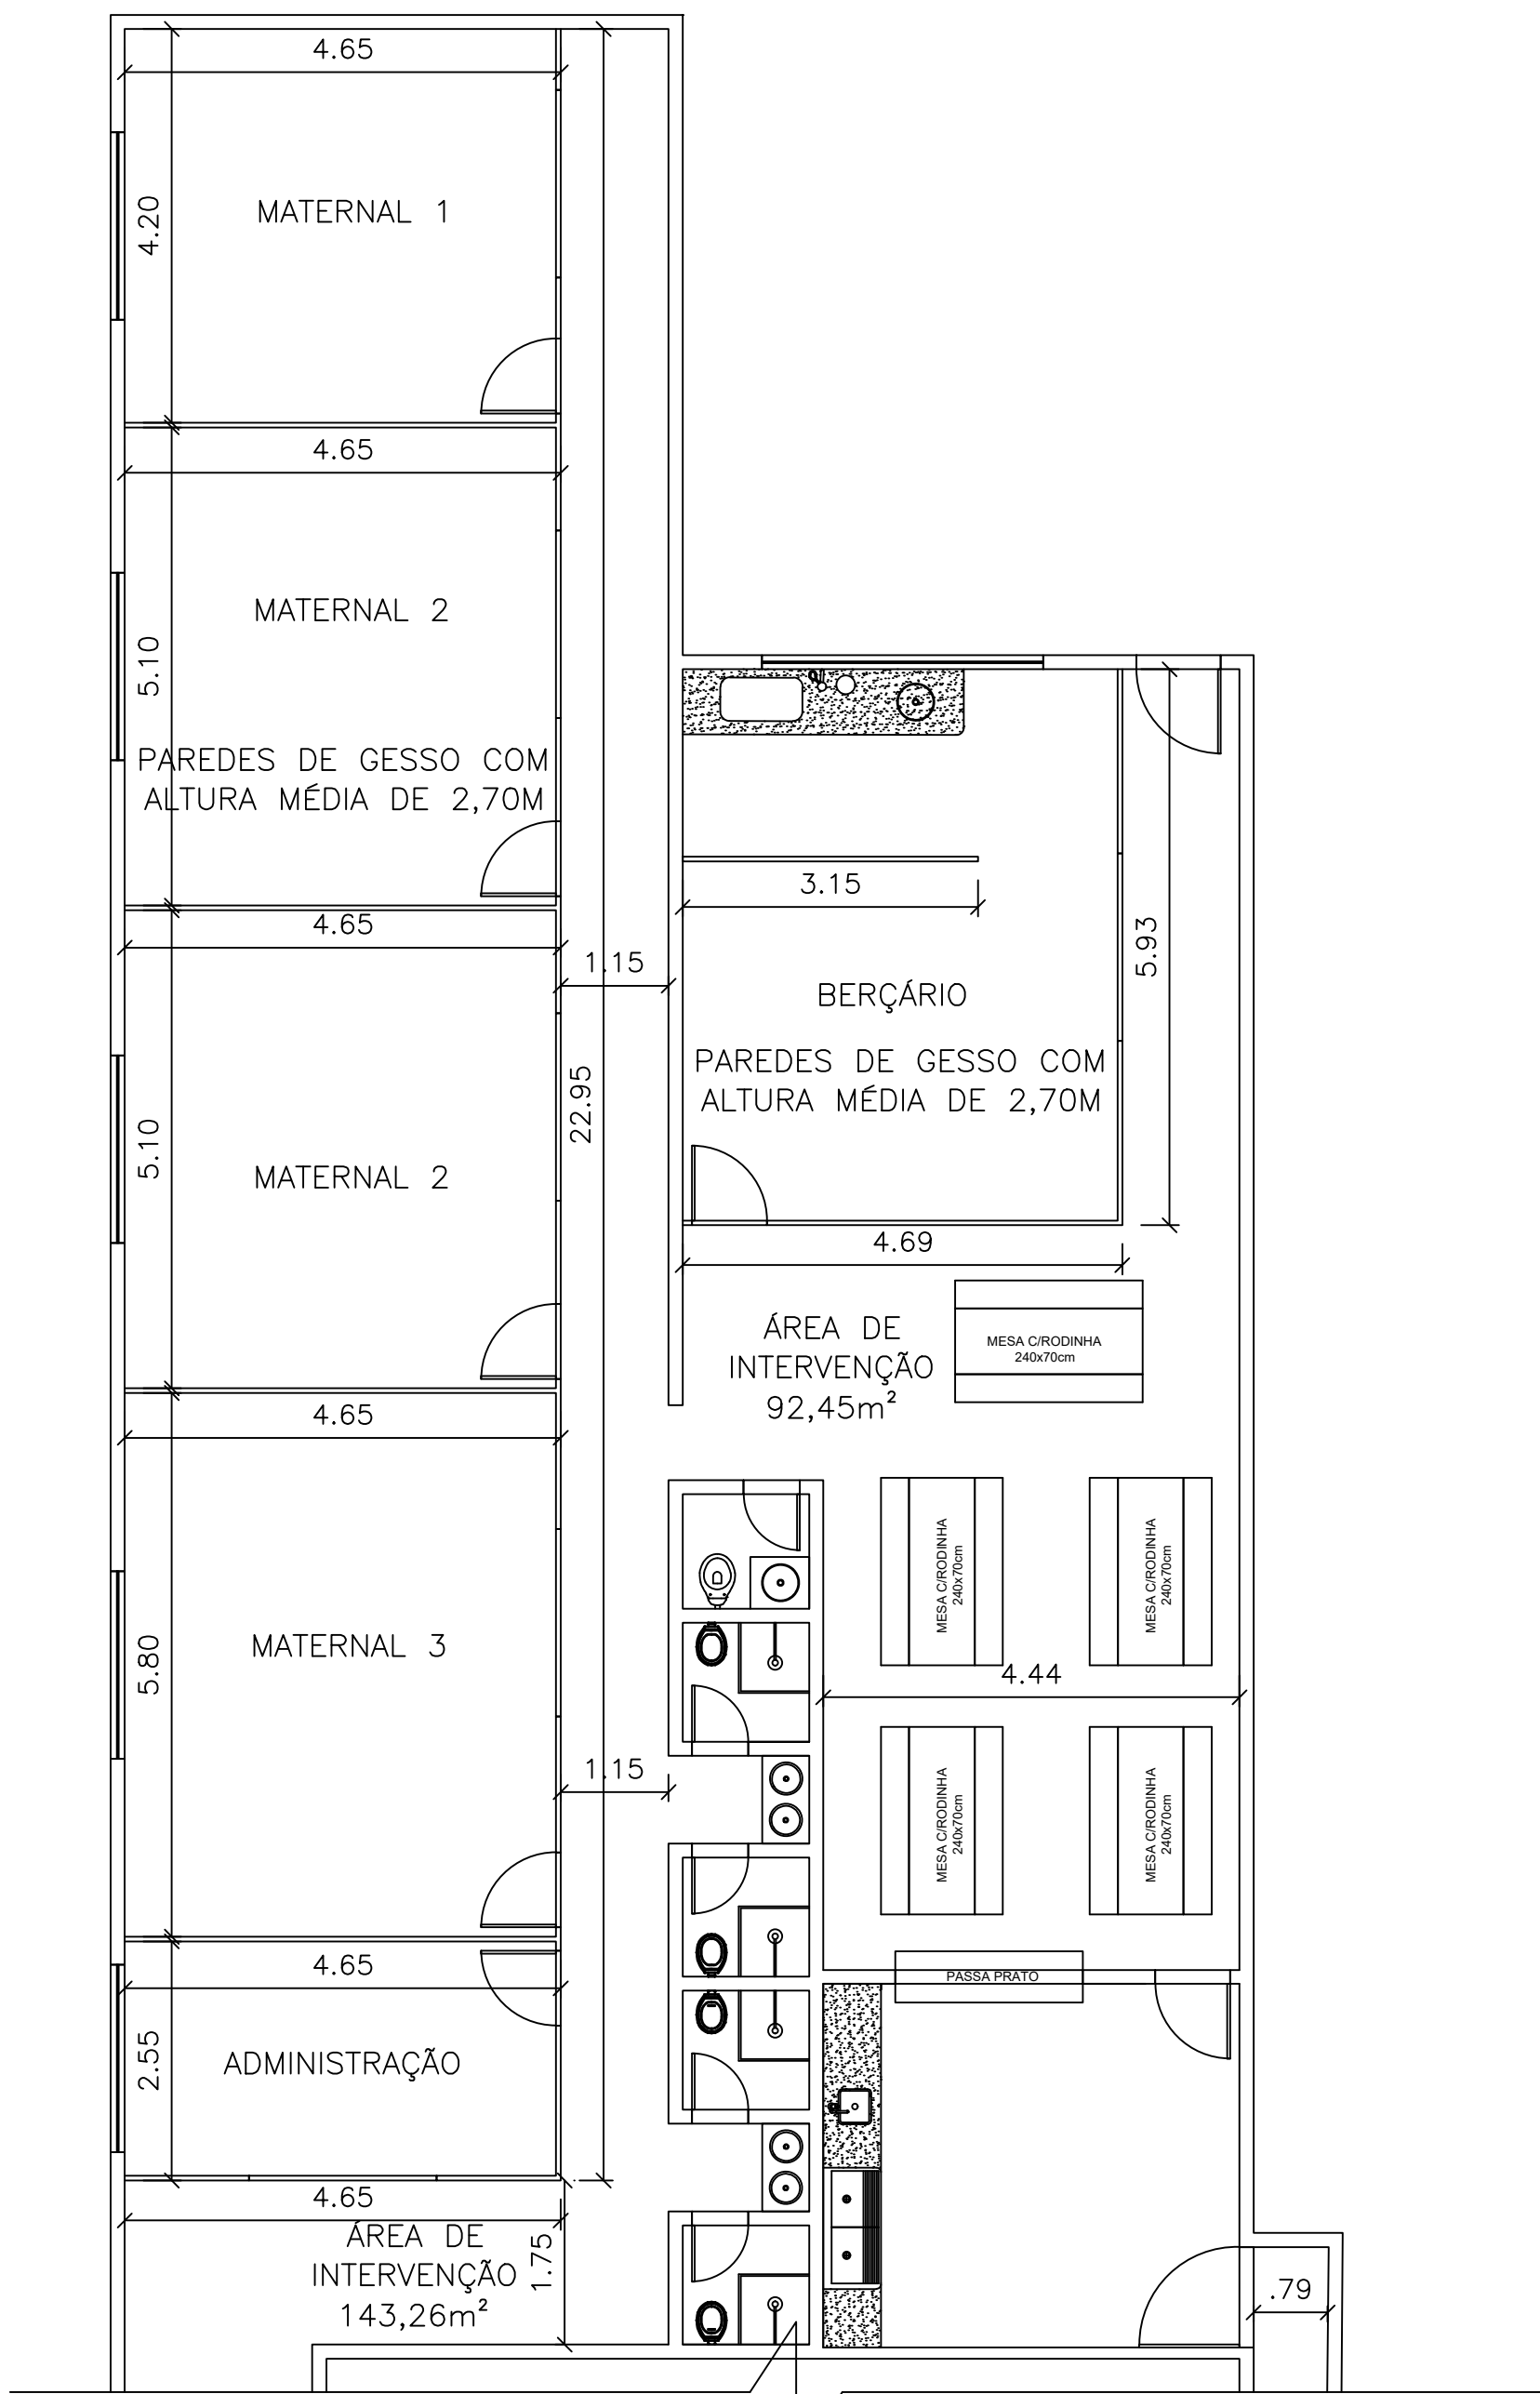 4.65
4.20
MATERNAL 1
4.65
MATERNAL 2
5.10
PAREDES DE GESSO COM
ALTURA MÉDIA DE 2,70M
4.65
1.15
3.15
5.93
BERÇÁRIO
PAREDES DE GESSO COM
ALTURA MÉDIA DE 2,70M
22.95
5.10
MATERNAL 2
4.69
ÁREA DE
INTERVENÇÃO
92,45m²
MESA C/RODINHA
240x70cm
4.65
MESA C/RODINHA
240x70cm
MESA C/RODINHA
240x70cm
MATERNAL 3
5.80
4.44
1.15
MESA C/RODINHA
240x70cm
MESA C/RODINHA
240x70cm
4.65
PASSA PRATO
2.55
ADMINISTRAÇÃO
4.65
ÁREA DE
INTERVENÇÃO
143,26m²
1.75
.79